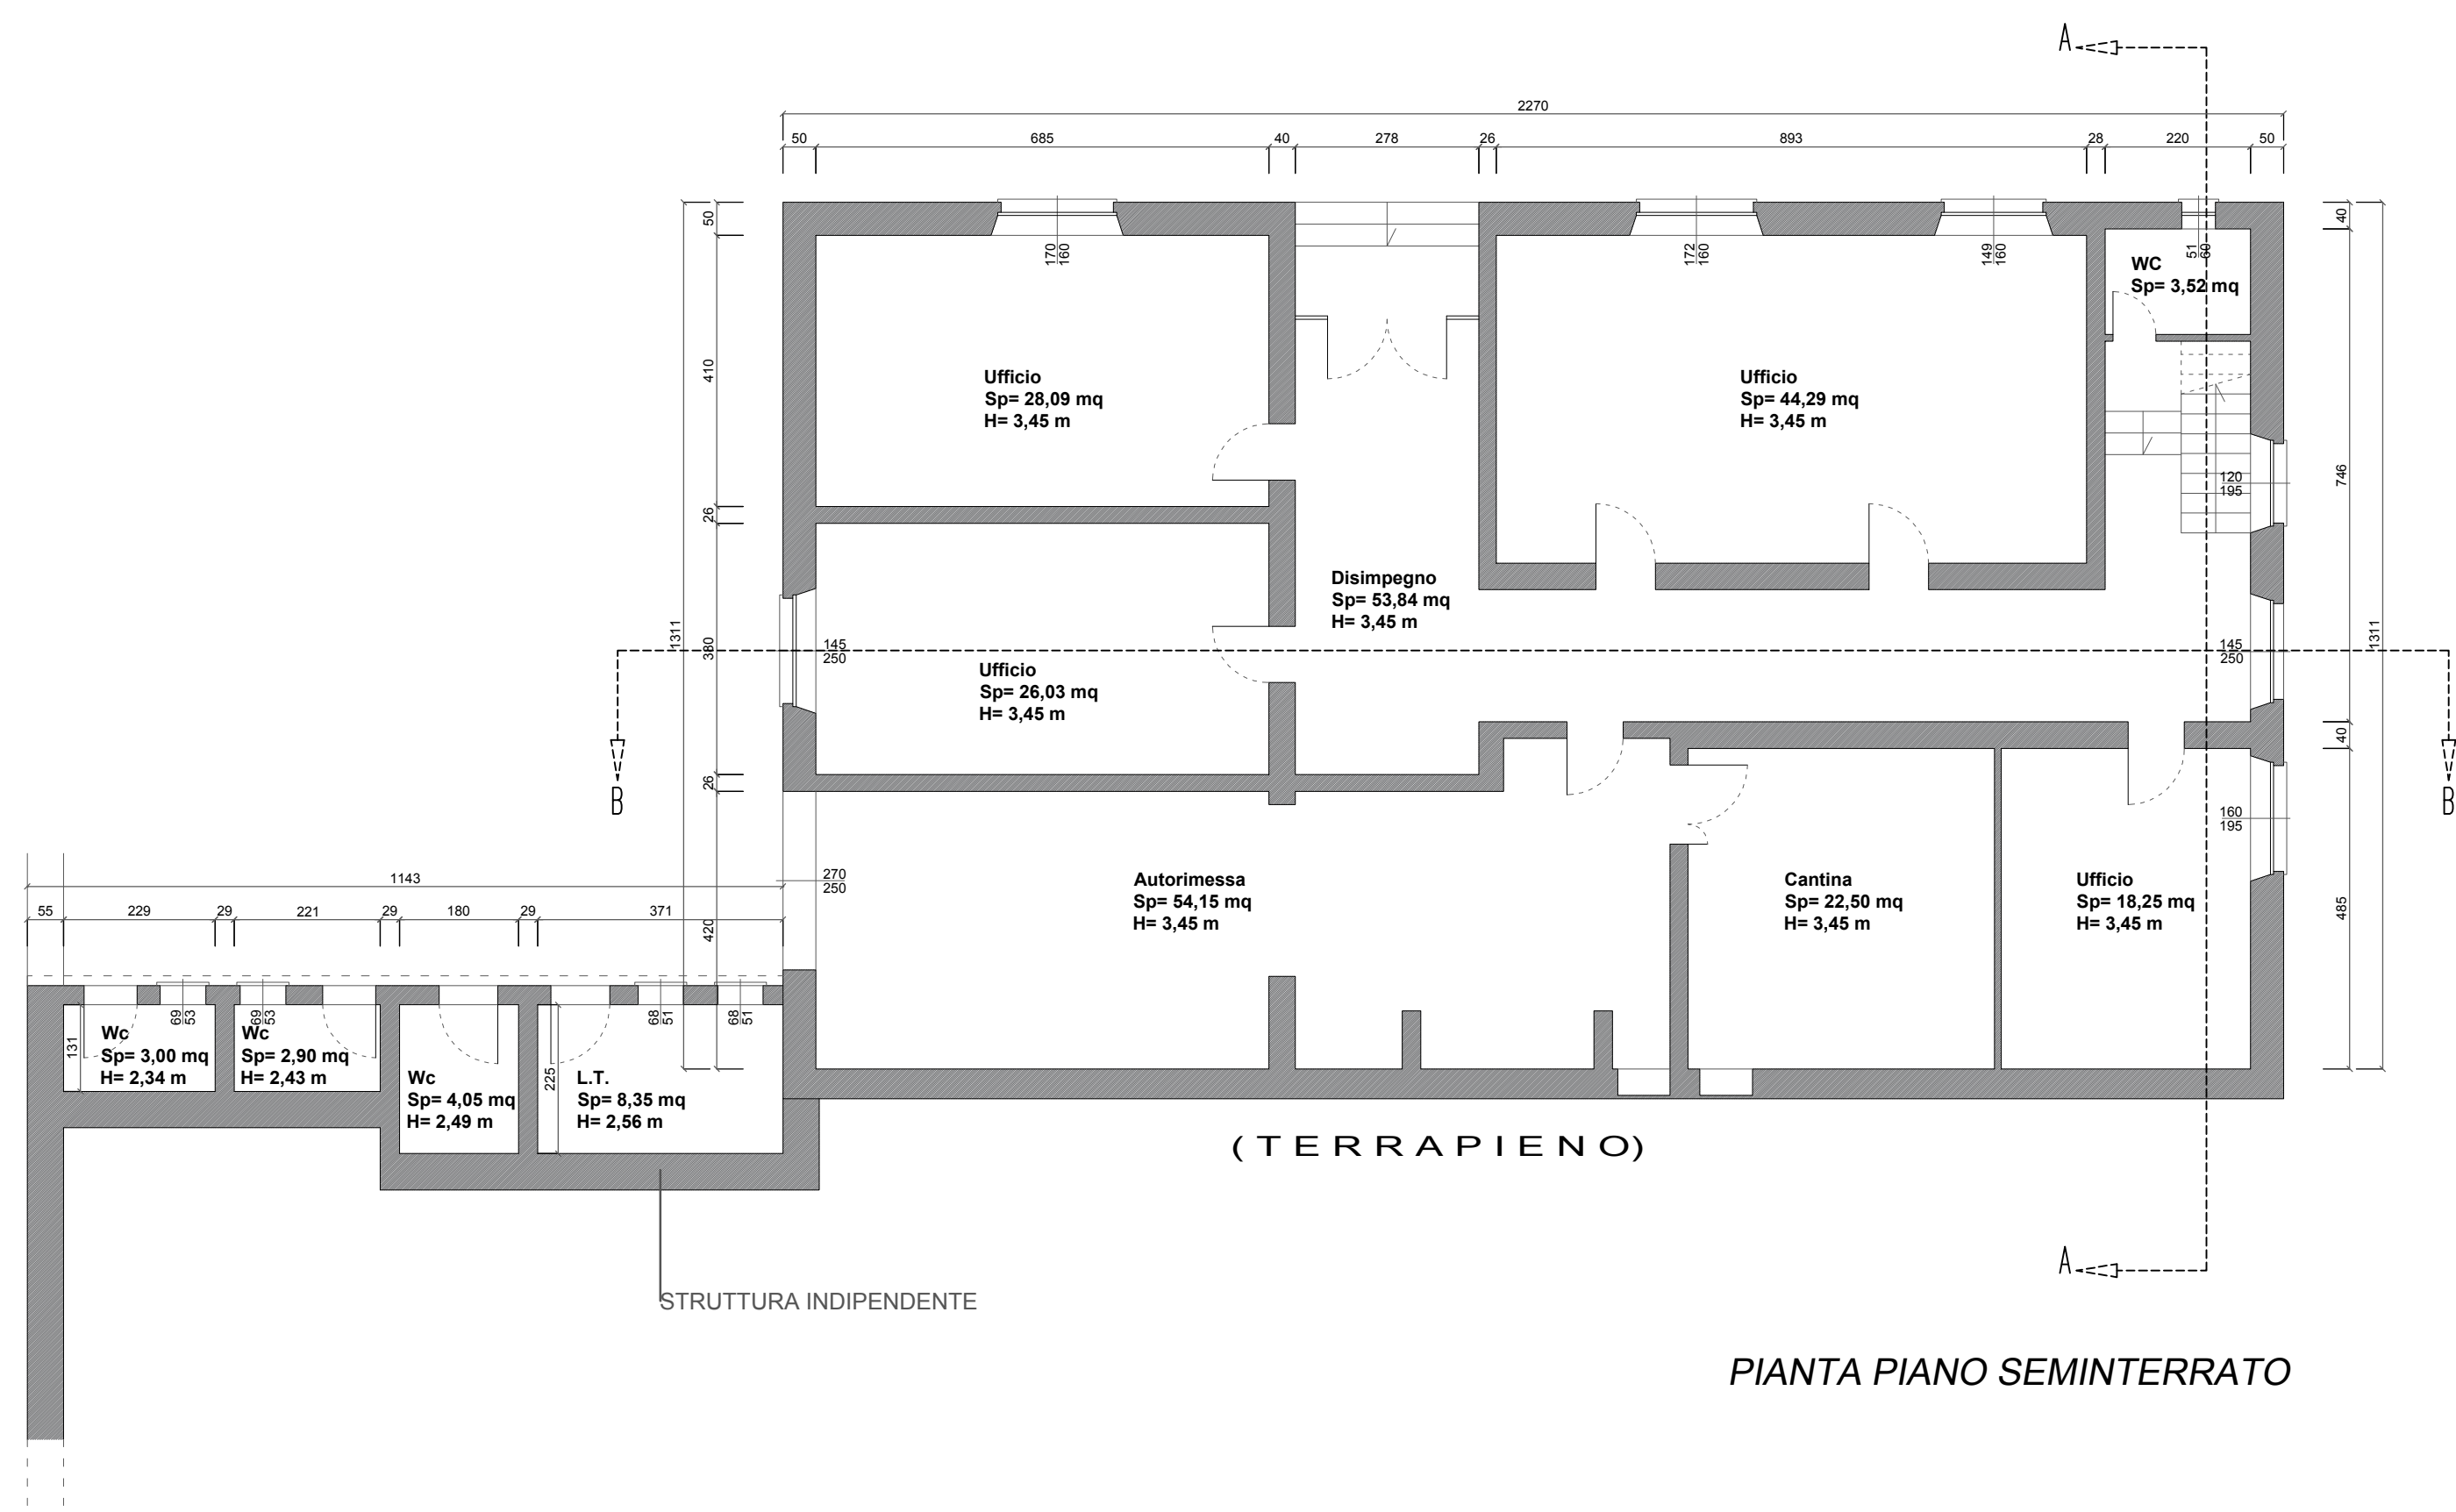 A
2270
50 685 40 278 26 893 28 220 50
50
40
170
160
172
160
149
160
51
60
WC
Sp= 3,52 mq
410
Ufficio
Sp= 28,09 mq
H= 3,45 m
Ufficio
Sp= 44,29 mq
H= 3,45 m
746
120
195
26
Disimpegno
Sp= 53,84 mq
H= 3,45 m
1311
380
145
250
145
250
1311
Ufficio
Sp= 26,03 mq
H= 3,45 m
40
26
B
B
160
195
1143
270
250
Autorimessa
Sp= 54,15 mq
H= 3,45 m
Cantina
Sp= 22,50 mq
H= 3,45 m
Ufficio
Sp= 18,25 mq
H= 3,45 m
485
55 229 29 221 29 180 29 371
420
69
53
69
53
68
51
68
51
131
Wc
Sp= 3,00 mq
H= 2,34 m
Wc
Sp= 2,90 mq
H= 2,43 m
Wc
Sp= 4,05 mq
H= 2,49 m
225
L.T.
Sp= 8,35 mq
H= 2,56 m
(TERRAPIENO)
A
STRUTTURA INDIPENDENTE
PIANTA PIANO SEMINTERRATO